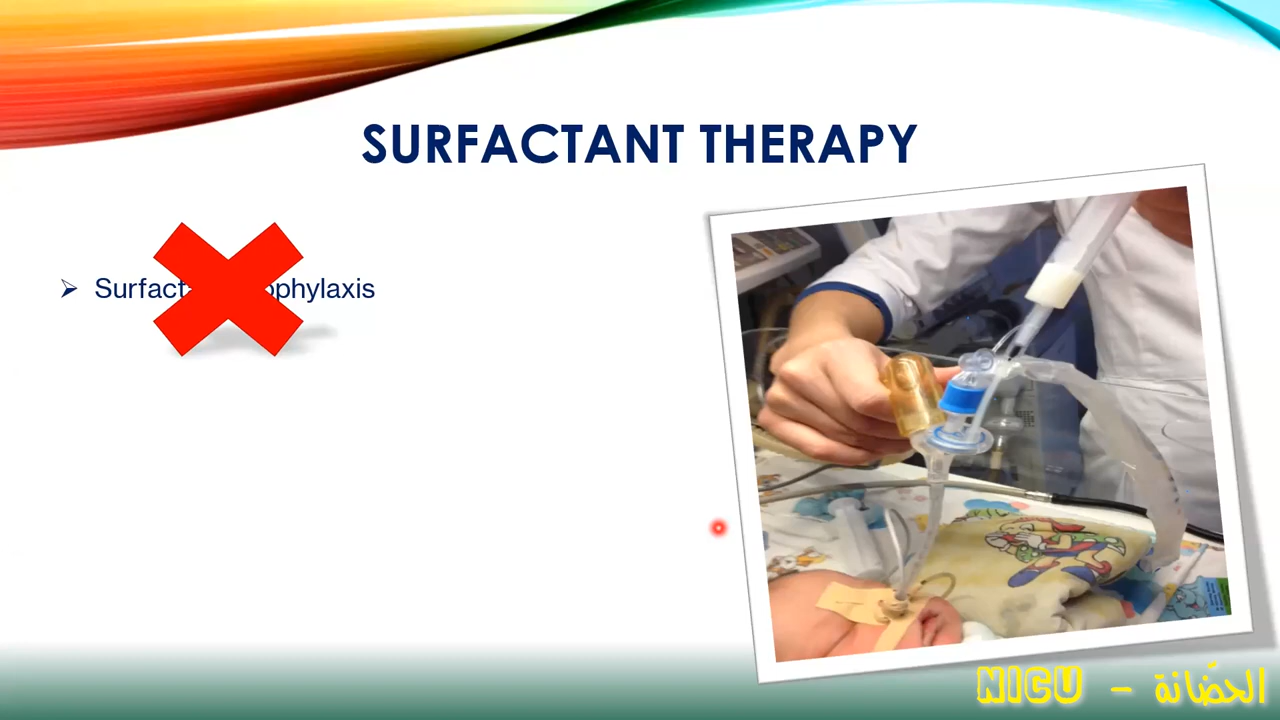 SURFACTANT THERAPY
➢ Surfact ophylaxis
NICU - الحضّانة